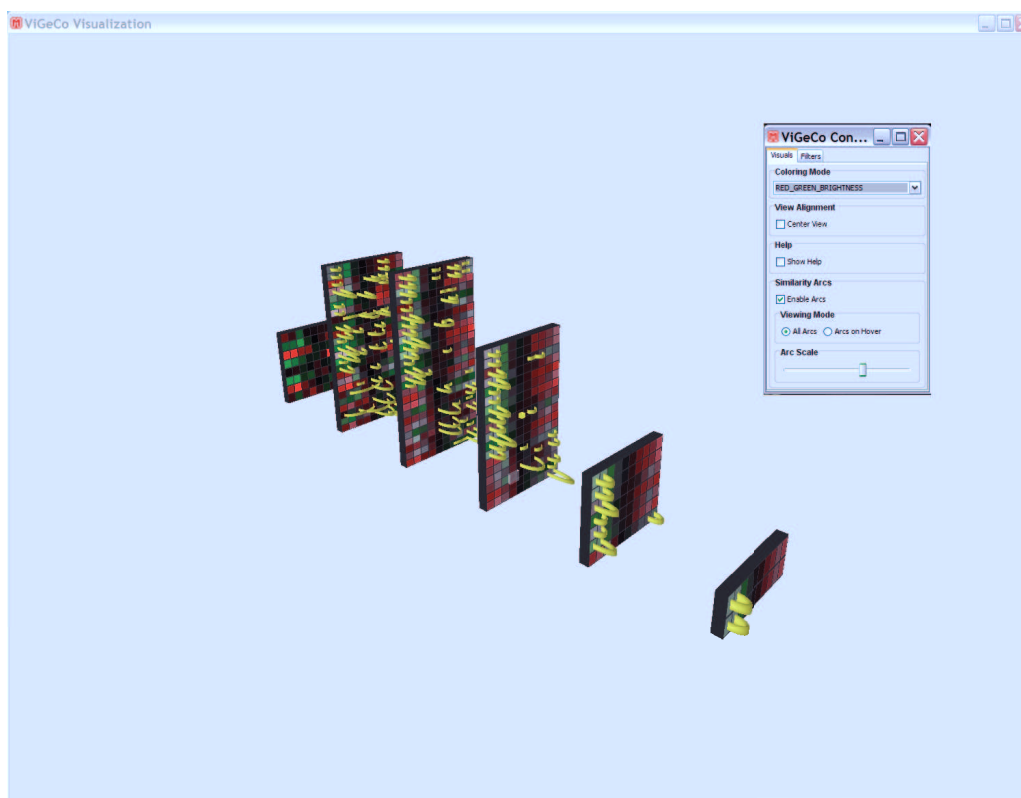 ViGeCo Visualization
ViGeCo Con...
Visuals
Filters
Coloring Mode
RED_GREEN_BRIGHTNESS
View Alignment
Center View
Help
Show Help
Similarity Arcs
Enable Arcs
Viewing Mode
All Arcs
Arcs on Hover
Arc Scale